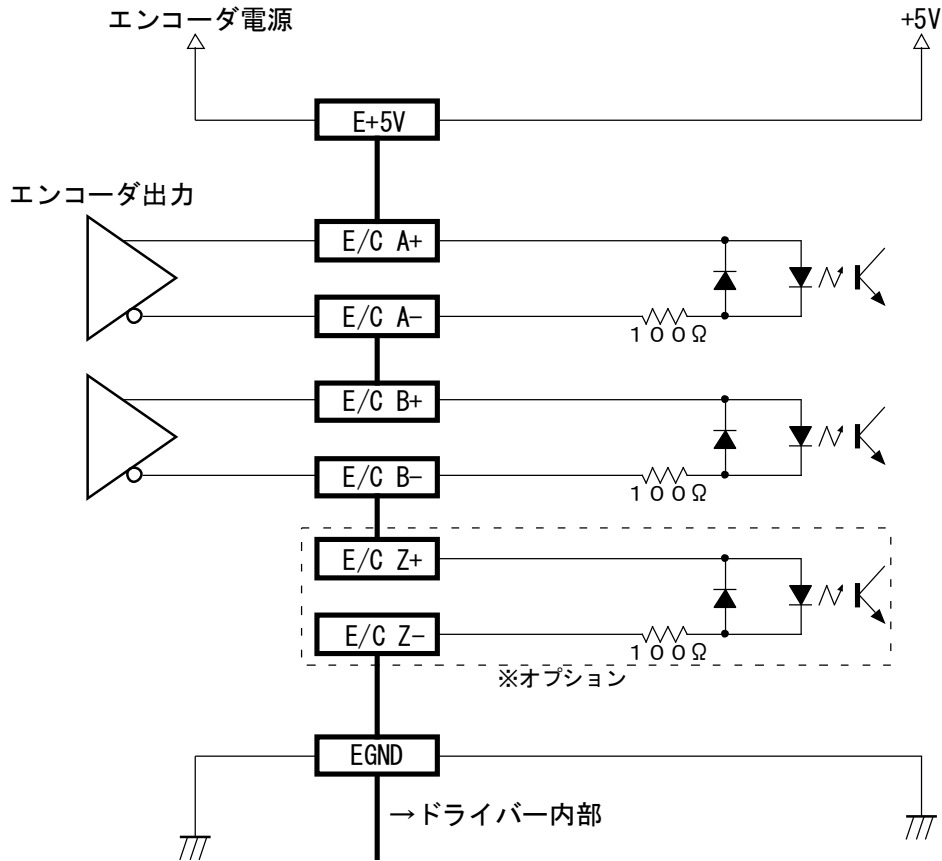 エンコーダ電源
+5V
E+5V
エンコーダ出力
E/C A+
E/C A-
100Ω
E/C B+
E/C B-
100Ω
E/C Z+
E/C Z-
100Ω
※オプション
EGND
→ドライバー内部